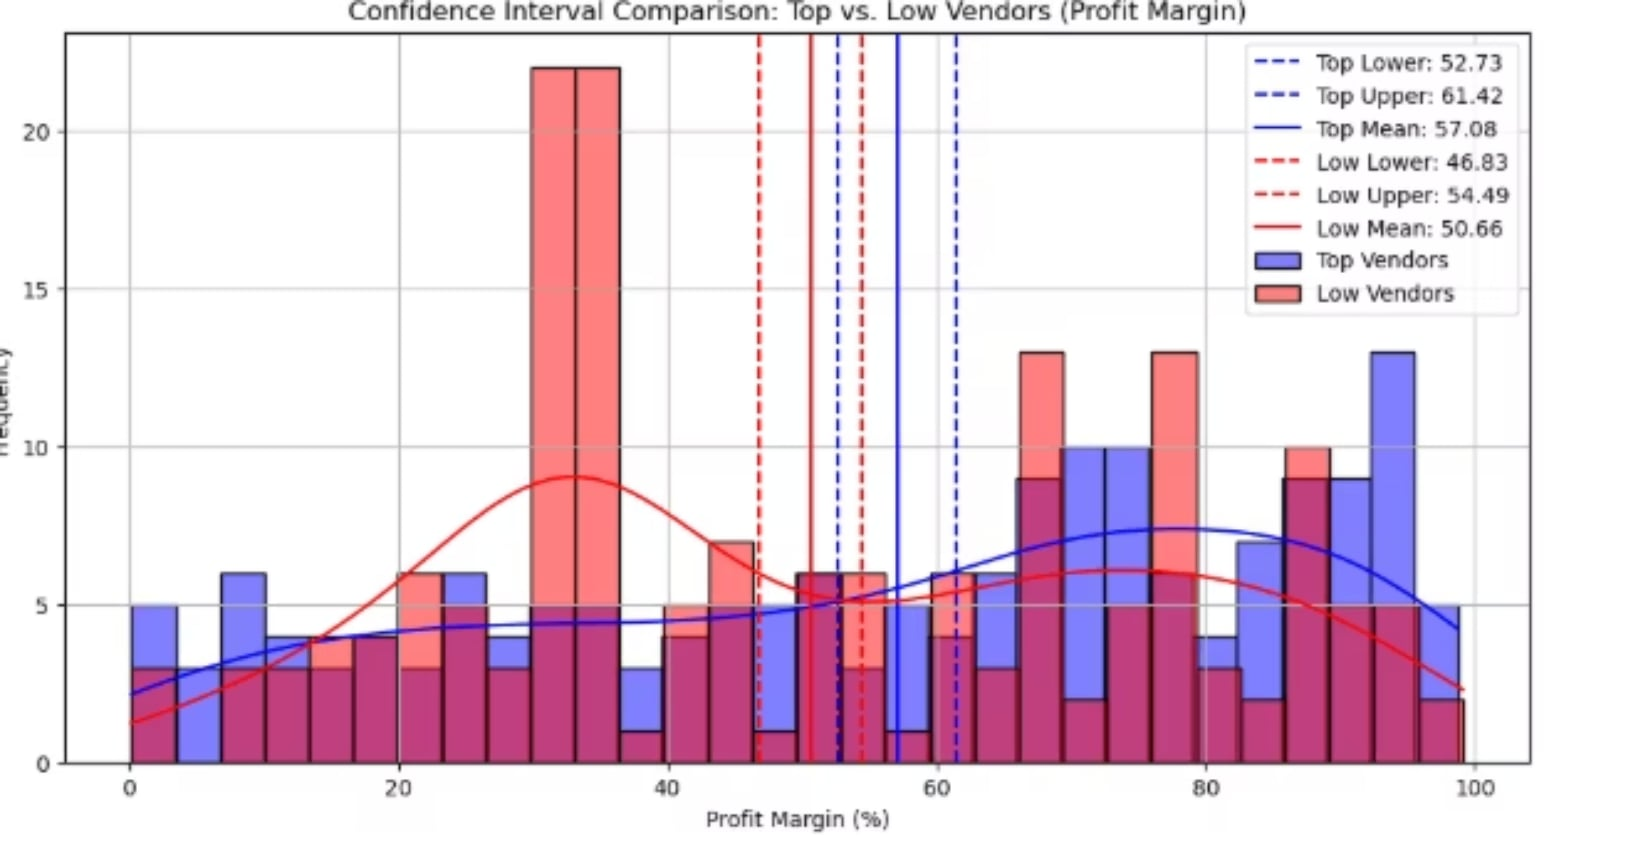 Confidence Interval Comparison: Top vs. Low Vendors (Profit Margin)
Top Lower: 52.73
Top Upper: 61.42
Top Mean: 57.08
Low Lower: 46.83
Low Upper: 54.49
Low Mean: 50.66
Top Vendors
Low Vendors
20
15
10
5
0
Frequency
0 20 40 60 80 100
Profit Margin (%)